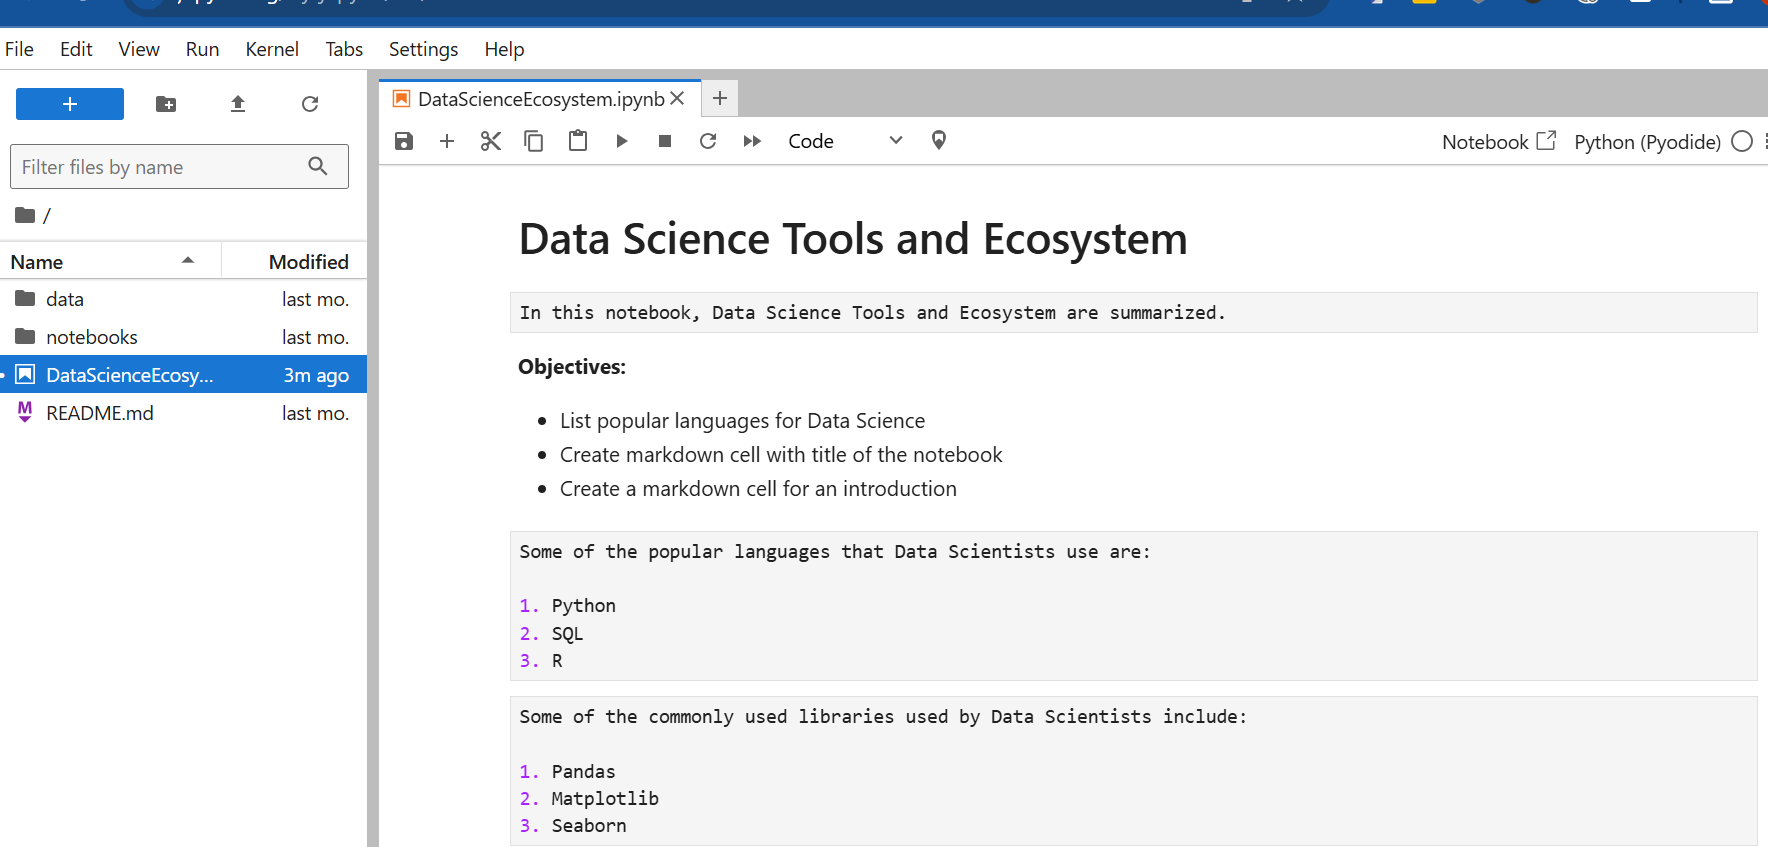 File Edit View Run Kernel Tabs Settings Help
DataScienceEcosystem.ipynb
Filter files by name
Code
Notebook Python (Pyodide)
/
Name Modified
data last mo.
notebooks last mo.
DataScienceEcosy... 3m ago
README.md last mo.
Data Science Tools and Ecosystem
In this notebook, Data Science Tools and Ecosystem are summarized.
Objectives:
• List popular languages for Data Science
• Create markdown cell with title of the notebook
• Create a markdown cell for an introduction
Some of the popular languages that Data Scientists use are:
1. Python
2. SQL
3. R
Some of the commonly used libraries used by Data Scientists include:
1. Pandas
2. Matplotlib
3. Seaborn